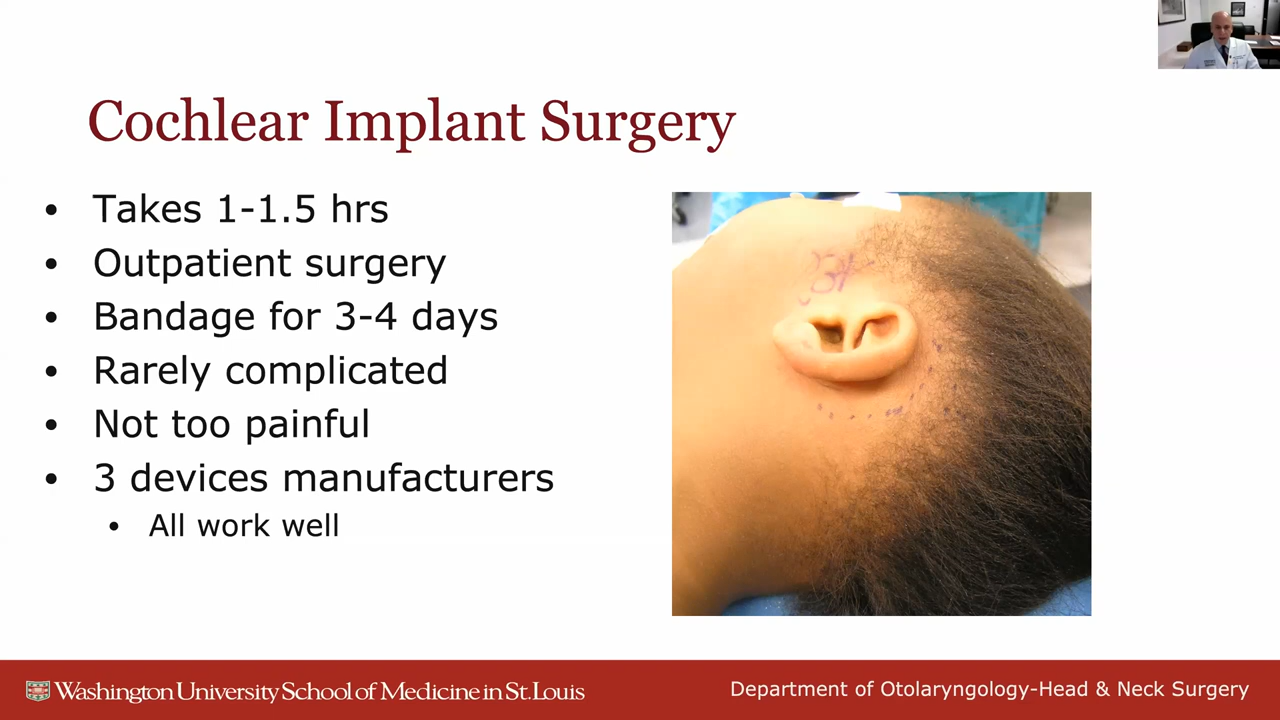 Cochlear Implant Surgery
• Takes 1-1.5 hrs
• Outpatient surgery
• Bandage for 3-4 days
• Rarely complicated
• Not too painful
• 3 devices manufacturers
• All work well
Washington University School of Medicine in St. Louis
Department of Otolaryngology-Head & Neck Surgery